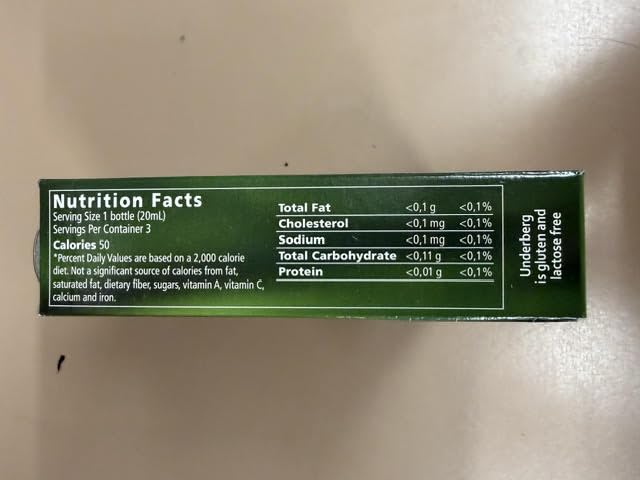 Nutrition Facts
Serving Size 1 bottle (20mL)
Servings Per Container 3
Calories 50
*Percent Daily Values are based on a 2,000 calorie
diet. Not a significant source of calories from fat,
saturated fat, dietary fiber, sugars, vitamin A, vitamin C,
calcium and iron.
Total Fat <0,1 g <0,1%
Cholesterol <0,1 mg <0,1%
Sodium <0,1 mg <0,1%
Total Carbohydrate <0,11 g <0,1%
Protein <0,01 g <0,1%
Underberg
is gluten and
lactose free